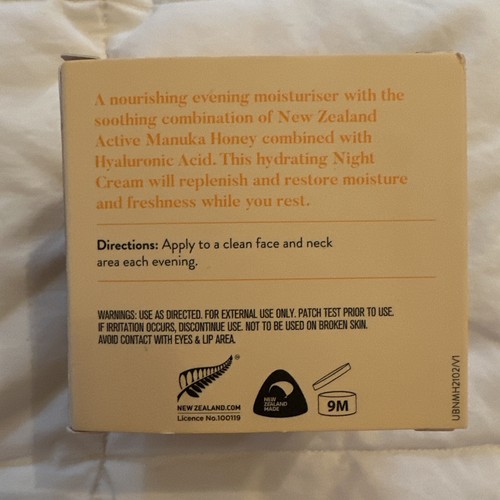 A nourishing evening moisturiser with the
soothing combination of New Zealand
Active Manuka Honey combined with
Hyaluronic Acid. This hydrating Night
Cream will replenish and restore moisture
and freshness while you rest.
Directions: Apply to a clean face and neck
area each evening.
WARNINGS: USE AS DIRECTED. FOR EXTERNAL USE ONLY. PATCH TEST PRIOR TO USE.
IF IRRITATION OCCURS, DISCONTINUE USE. NOT TO BE USED ON BROKEN SKIN.
AVOID CONTACT WITH EYES & LIP AREA.
®
NEW ZEALAND.COM
Licence No.100119
NEW
ZEALAND
MADE
9M
UBNMH2102/V1